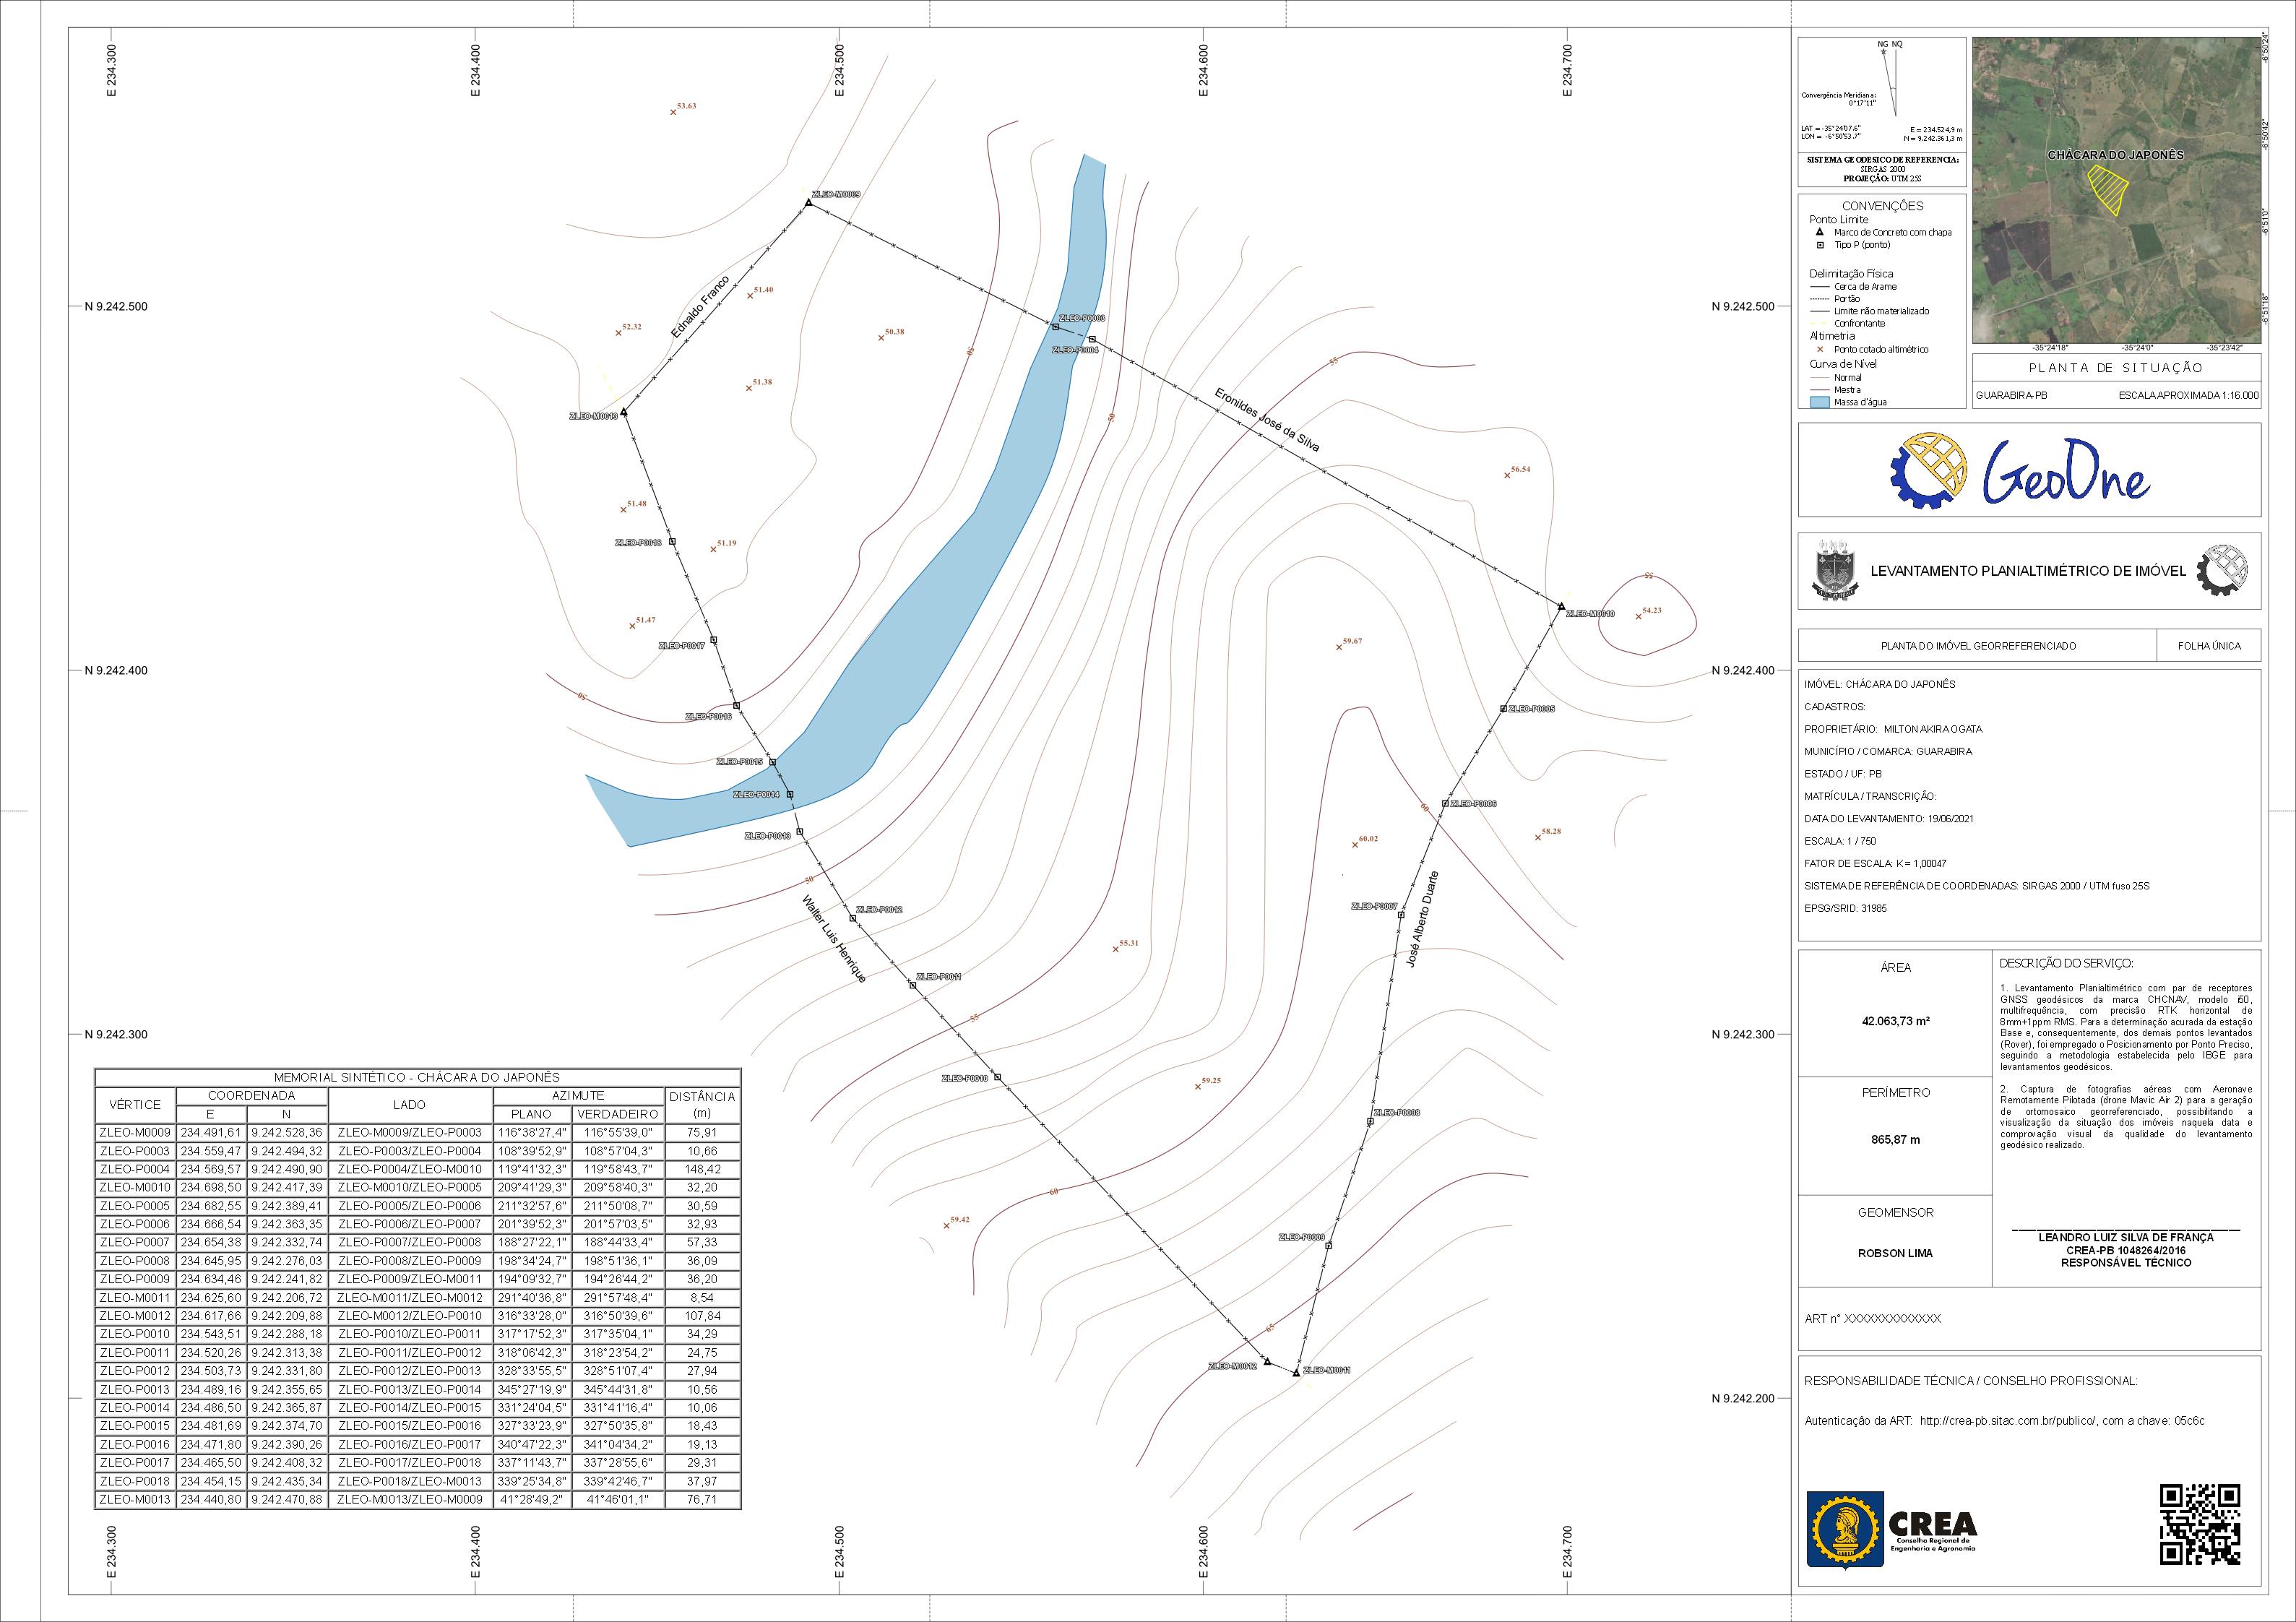 E 234.300
E 234.400
E 234.500
E 234.600
E 234.700
N 9.242.500
N 9.242.400
N 9.242.300
N 9.242.500
N 9.242.400
N 9.242.300
N 9.242.200
53.63
ZLEO-M0009
51.40
52.32
Ednaldo Franco
50.38
50
ZLEO-P0003
ZLEO-P0004
51.38
55
ZLEO-M0013
Eronildes José da Silva
50
56.54
51.48
ZLEO-P0018
51.19
55
ZLEO-M0010
54.23
51.47
ZLEO-P0017
59.67
50
ZLEO-P0016
ZLEO-P0005
ZLEO-P0015
ZLEO-P0014
60
ZLEO-P0006
ZLEO-P0013
60.02
58.28
50
Walter Luis Henrique
ZLEO-P0012
ZLEO-P0007
José Alberto Duarte
55.31
ZLEO-P0011
55
ZLEO-P0010
59.25
ZLEO-P0008
60
59.42
ZLEO-P0009
65
ZLEO-M0012
ZLEO-M0011
MEMORIAL SINTÉTICO - CHÁCARA DO JAPONÊS
VÉRTICE COORDENADA LADO AZIMUTE DISTÂNCIA (m)
E N PLANO VERDADEIRO
ZLEO-M0009 234.491,61 9.242.528,36 ZLEO-M0009/ZLEO-P0003 116°38'27,4" 116°55'39,0" 75,91
ZLEO-P0003 234.559,47 9.242.494,32 ZLEO-P0003/ZLEO-P0004 108°39'52,9" 108°57'04,3" 10,66
ZLEO-P0004 234.569,57 9.242.490,90 ZLEO-P0004/ZLEO-M0010 119°41'32,3" 119°58'43,7" 148,42
ZLEO-M0010 234.698,50 9.242.417,39 ZLEO-M0010/ZLEO-P0005 209°41'29,3" 209°58'40,3" 32,20
ZLEO-P0005 234.682,55 9.242.389,41 ZLEO-P0005/ZLEO-P0006 211°32'57,6" 211°50'08,7" 30,59
ZLEO-P0006 234.666,54 9.242.363,35 ZLEO-P0006/ZLEO-P0007 201°39'52,3" 201°57'03,5" 32,93
ZLEO-P0007 234.654,38 9.242.332,74 ZLEO-P0007/ZLEO-P0008 188°27'22,1" 188°44'33,4" 57,33
ZLEO-P0008 234.645,95 9.242.276,03 ZLEO-P0008/ZLEO-P0009 198°34'24,7" 198°51'36,1" 36,09
ZLEO-P0009 234.634,46 9.242.241,82 ZLEO-P0009/ZLEO-M0011 194°09'32,7" 194°26'44,2" 36,20
ZLEO-M0011 234.625,60 9.242.206,72 ZLEO-M0011/ZLEO-M0012 291°40'36,8" 291°57'48,4" 8,54
ZLEO-M0012 234.617,66 9.242.209,88 ZLEO-M0012/ZLEO-P0010 316°33'28,0" 316°50'39,6" 107,84
ZLEO-P0010 234.543,51 9.242.288,18 ZLEO-P0010/ZLEO-P0011 317°17'52,3" 317°35'04,1" 34,29
ZLEO-P0011 234.520,26 9.242.313,38 ZLEO-P0011/ZLEO-P0012 318°06'42,3" 318°23'54,2" 24,75
ZLEO-P0012 234.503,73 9.242.331,80 ZLEO-P0012/ZLEO-P0013 328°33'55,5" 328°51'07,4" 27,94
ZLEO-P0013 234.489,16 9.242.355,65 ZLEO-P0013/ZLEO-P0014 345°27'19,9" 345°44'31,8" 10,56
ZLEO-P0014 234.486,50 9.242.365,87 ZLEO-P0014/ZLEO-P0015 331°24'04,5" 331°41'16,4" 10,06
ZLEO-P0015 234.481,69 9.242.374,70 ZLEO-P0015/ZLEO-P0016 327°33'23,9" 327°50'35,8" 18,43
ZLEO-P0016 234.471,80 9.242.390,26 ZLEO-P0016/ZLEO-P0017 340°47'22,3" 341°04'34,2" 19,13
ZLEO-P0017 234.465,50 9.242.408,32 ZLEO-P0017/ZLEO-P0018 337°11'43,7" 337°28'55,6" 29,31
ZLEO-P0018 234.454,15 9.242.435,34 ZLEO-P0018/ZLEO-M0013 339°25'34,8" 339°42'46,7" 37,97
ZLEO-M0013 234.440,80 9.242.470,88 ZLEO-M0013/ZLEO-M0009 41°28'49,2" 41°46'01,1" 76,71
E 234.300
E 234.400
E 234.500
E 234.600
E 234.700
NG NQ
Convergência Meridiana:
0°17'11"
LAT = -35°24'07.6"
LON = -6°50'53.7"
E = 234.524,9 m
N = 9.242.361,3 m
SISTEMA GEODESICO DE REFERENCIA:
SIRGAS 2000
PROJEÇÃO: UTM 25S
CONVENÇÕES
Ponto Limite
Marco de Concreto com chapa
Tipo P (ponto)
Delimitação Física
Cerca de Arame
Portão
Limite não materializado
Confrontante
Altimetria
Ponto cotado altimétrico
Curva de Nível
Normal
Mestra
Massa d'água
CHÁCARA DO JAPONÊS
-6°50'24"
-6°50'42"
-6°51'0"
-6°51'18"
-35°24'18"
-35°24'0"
-35°23'42"
PLANTA DE SITUAÇÃO
GUARABIRA-PB
ESCALA APROXIMADA 1:16.000
GeoOne
LEVANTAMENTO PLANIALTIMÉTRICO DE IMÓVEL
PLANTA DO IMÓVEL GEORREFERENCIADO
FOLHA ÚNICA
IMÓVEL: CHÁCARA DO JAPONÊS
CADASTROS:
PROPRIETÁRIO: MILTON AKIRA OGATA
MUNICÍPIO / COMARCA: GUARABIRA
ESTADO / UF: PB
MATRÍCULA / TRANSCRIÇÃO:
DATA DO LEVANTAMENTO: 19/06/2021
ESCALA: 1 / 750
FATOR DE ESCALA: K = 1,00047
SISTEMA DE REFERÊNCIA DE COORDENADAS: SIRGAS 2000 / UTM fuso 25S
EPSG/SRID: 31985
ÁREA
42.063,73 m²
PERÍMETRO
865,87 m
GEOMENSOR
ROBSON LIMA
DESCRIÇÃO DO SERVIÇO:
1. Levantamento Planialtimétrico com par de receptores
GNSS geodésicos da marca CHCNAV, modelo i50,
multifrequência, com precisão RTK horizontal de
8mm+1ppm RMS. Para a determinação acurada da estação
Base e, consequentemente, dos demais pontos levantados
(Rover), foi empregado o Posicionamento por Ponto Preciso,
seguindo a metodologia estabelecida pelo IBGE para
levantamentos geodésicos.
2. Captura de fotografias aéreas com Aeronave
Remotamente Pilotada (drone Mavic Air 2) para a geração
de ortomosaico georreferenciado, possibilitando a
visualização da situação dos imóveis naquela data e
comprovação visual da qualidade do levantamento
geodésico realizado.
LEANDRO LUIZ SILVA DE FRANÇA
CREA-PB 1048264/2016
RESPONSÁVEL TÉCNICO
ART n° XXXXXXXXXXXXX
RESPONSABILIDADE TÉCNICA / CONSELHO PROFISSIONAL:
Autenticação da ART: http://crea-pb.sitac.com.br/publico/, com a chave: 05c6c
CREA
Conselho Regional de
Engenharia e Agronomia